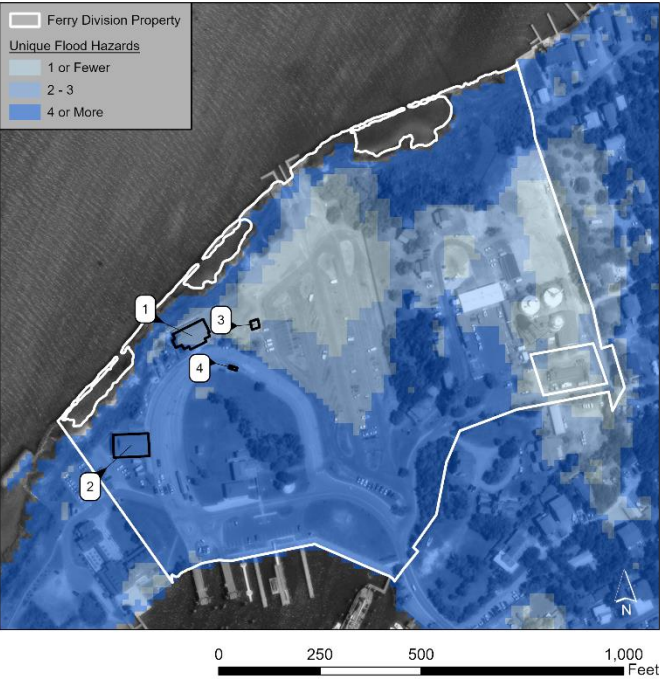 Ferry Division Property
Unique Flood Hazards
1 or Fewer
2 - 3
4 or More
1
3
4
2
N
0 250 500 1,000
Feet